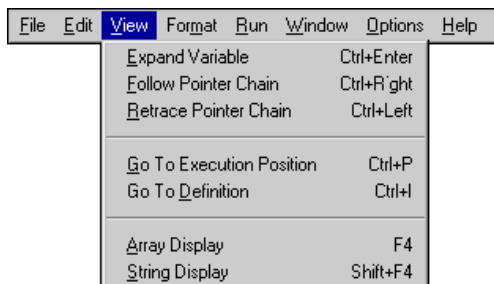 File Edit View Format Run Window Options Help
Expand Variable Ctrl+Enter
Follow Pointer Chain Ctrl+Right
Retrace Pointer Chain Ctrl+Left
Go To Execution Position Ctrl+P
Go To Definition Ctrl+I
Array Display F4
String Display Shift+F4